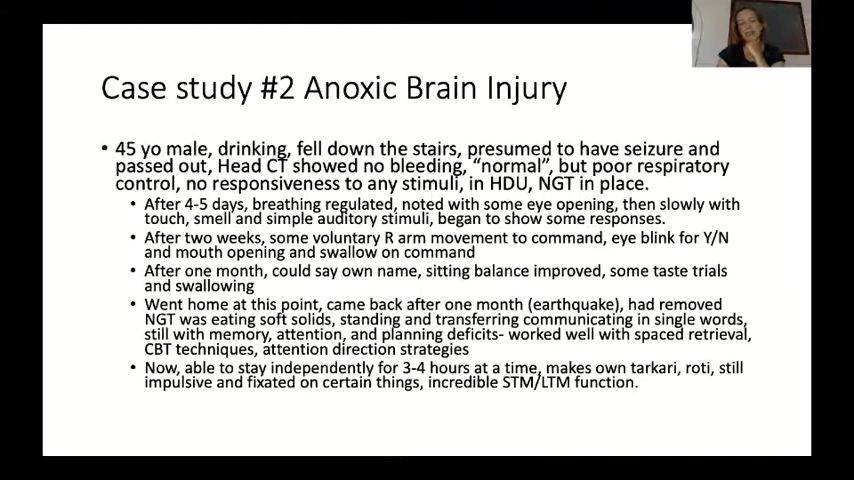 Case study #2 Anoxic Brain Injury
• 45 yo male, drinking, fell down the stairs, presumed to have seizure and
passed out, Head CT showed no bleeding, “normal”, but poor respiratory
control, no responsiveness to any stimuli, in HDU, NGT in place.
• After 4-5 days, breathing regulated, noted with some eye opening, then slowly with
touch, smell and simple auditory stimuli, began to show some responses.
• After two weeks, some voluntary R arm movement to command, eye blink for Y/N
and mouth opening and swallow on command
• After one month, could say own name, sitting balance improved, some taste trials
and swallowing
• Went home at this point, came back after one month (earthquake), had removed
NGT was eating soft solids, standing and transferring communicating in single words,
still with memory, attention, and planning deficits- worked well with spaced retrieval,
CBT techniques, attention direction strategies
• Now, able to stay independently for 3-4 hours at a time, makes own tarkari, roti, still
impulsive and fixated on certain things, incredible STM/LTM function.